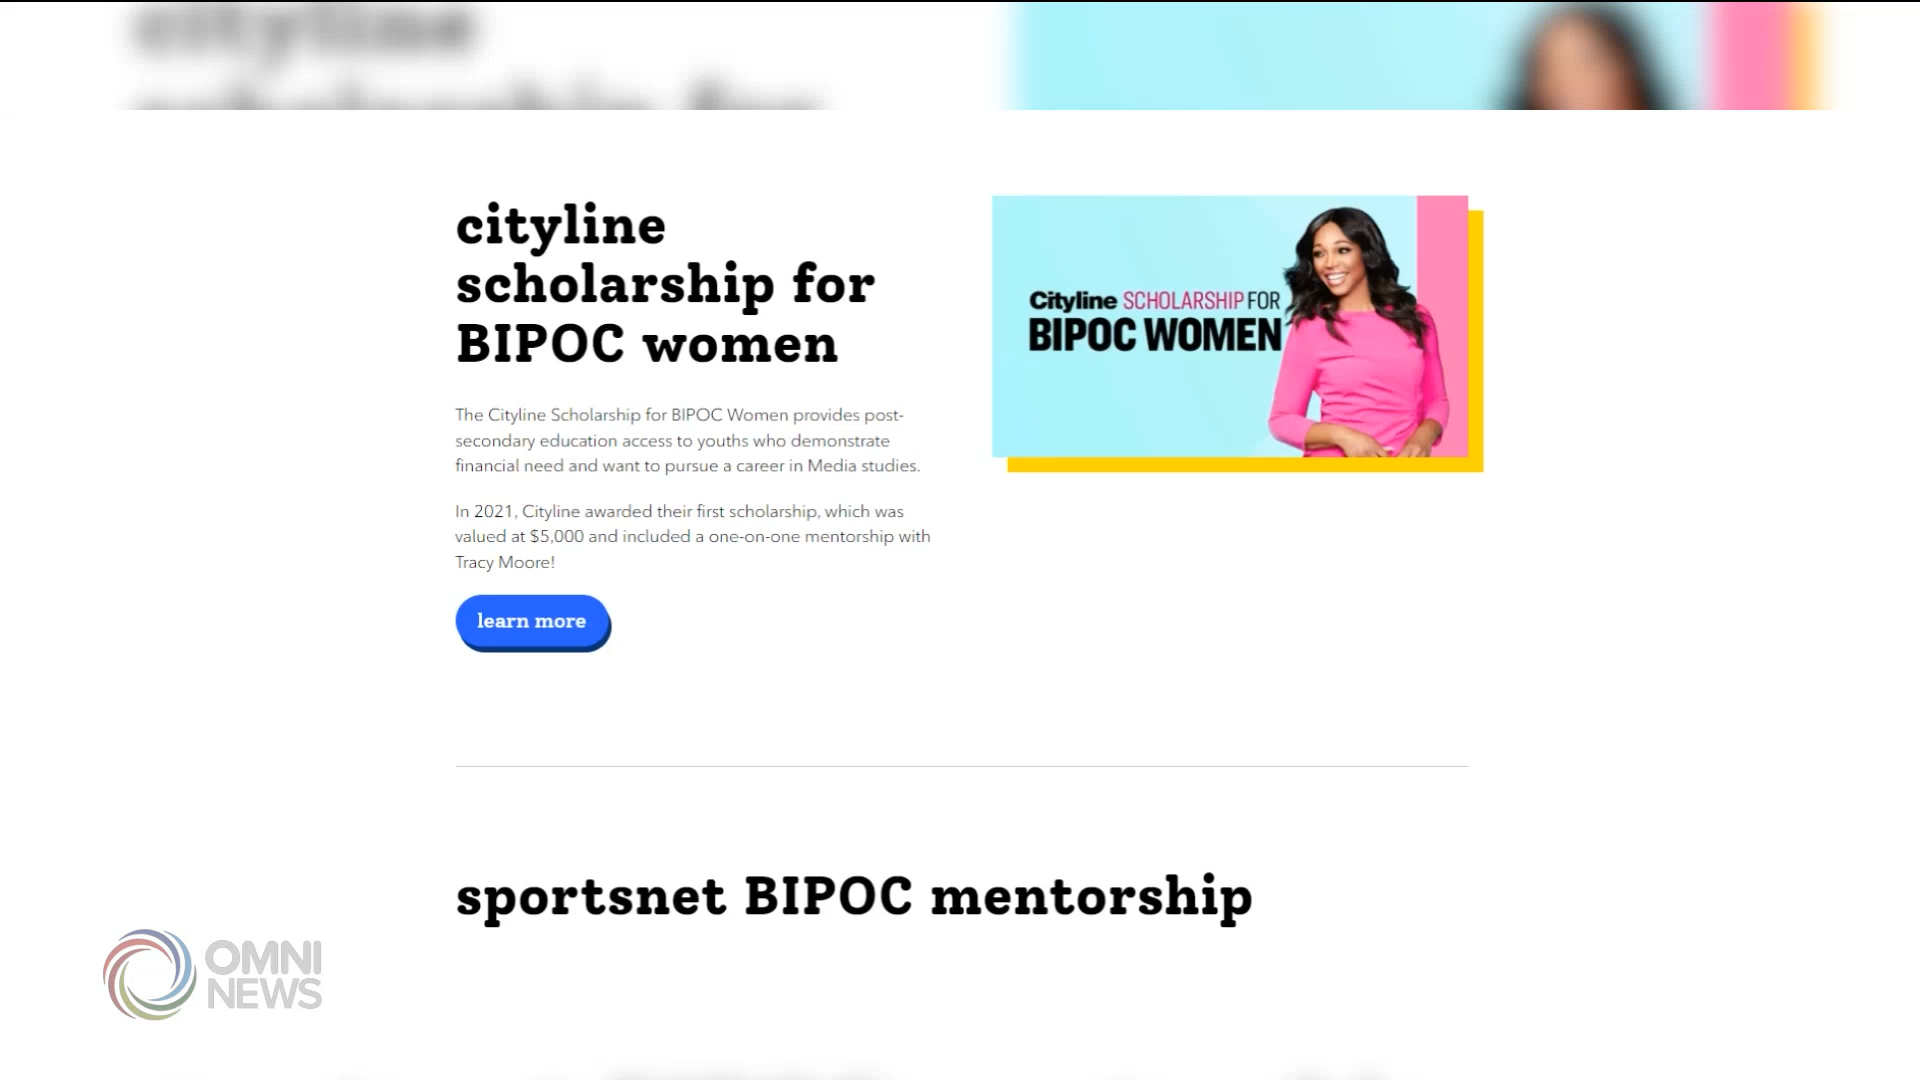 cityline
scholarship for
cityline
scholarship for
BIPOC women
The Cityline Scholarship for BIPOC Women provides post-
secondary education access to youths who demonstrate
financial need and want to pursue a career in Media studies.
In 2021, Cityline awarded their first scholarship, which was
valued at $5,000 and included a one-on-one mentorship with
Tracy Moore!
learn more
Cityline SCHOLARSHIP FOR
BIPOC WOMEN
sportsnet BIPOC mentorship
OMNI
NEWS